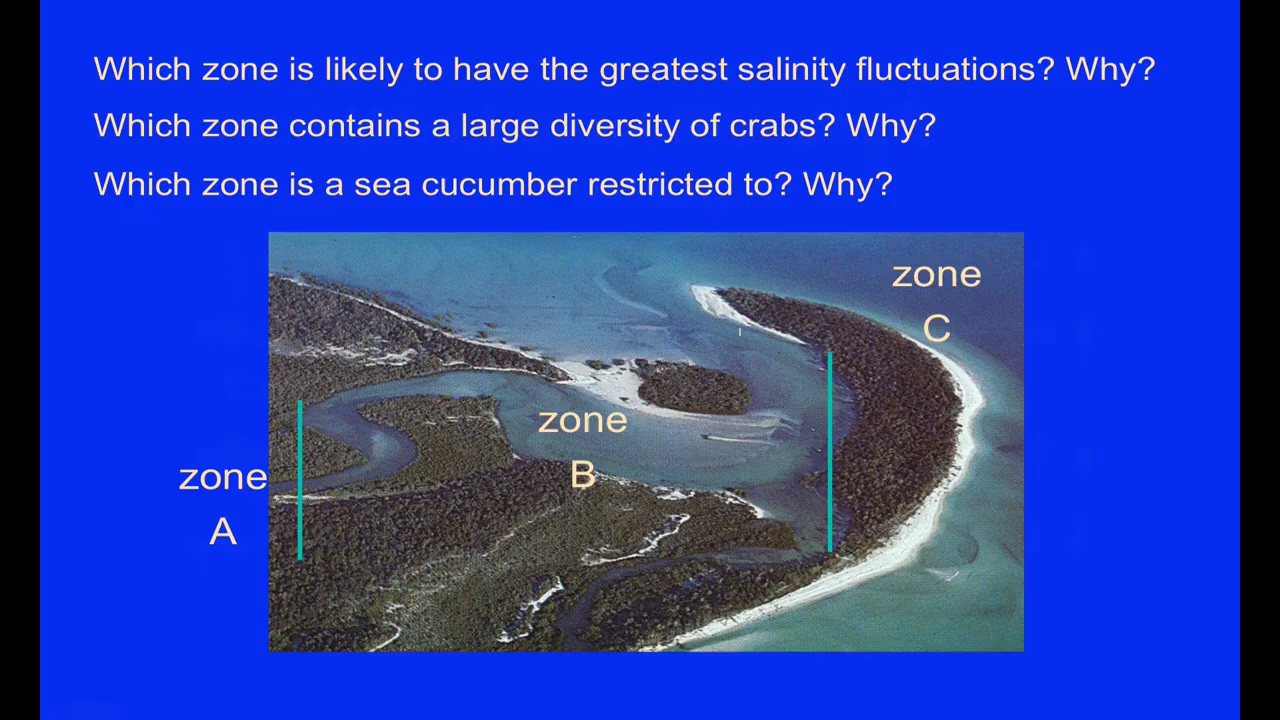 Which zone is likely to have the greatest salinity fluctuations? Why?
Which zone contains a large diversity of crabs? Why?
Which zone is a sea cucumber restricted to? Why?
zone
C
zone
B
zone
A